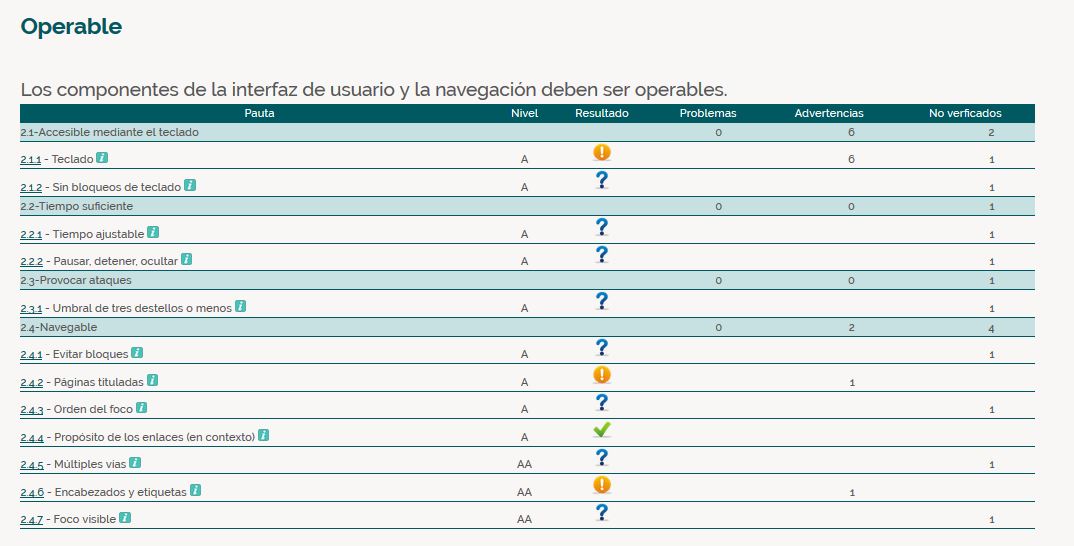 Operable
Los componentes de la interfaz de usuario y la navegación deben ser operables.
Pauta Nivel Resultado Problemas Advertencias No verficados
2.1-Accesible mediante el teclado 0 6 2
2.1.1 - Teclado i A ! 6 1
2.1.2 - Sin bloqueos de teclado i A ? 1
2.2-Tiempo suficiente 0 0 1
2.2.1 - Tiempo ajustable i A ? 1
2.2.2 - Pausar, detener, ocultar i A ? 1
2.3-Provocar ataques 0 0 1
2.3.1 - Umbral de tres destellos o menos i A ? 1
2.4-Navegable 0 2 4
2.4.1 - Evitar bloques i A ? 1
2.4.2 - Páginas tituladas i A ! 1
2.4.3 - Orden del foco i A ? 1
2.4.4 - Propósito de los enlaces (en contexto) i A
2.4.5 - Múltiples vías i AA ? 1
2.4.6 - Encabezados y etiquetas i AA ! 1
2.4.7 - Foco visible i AA ? 1